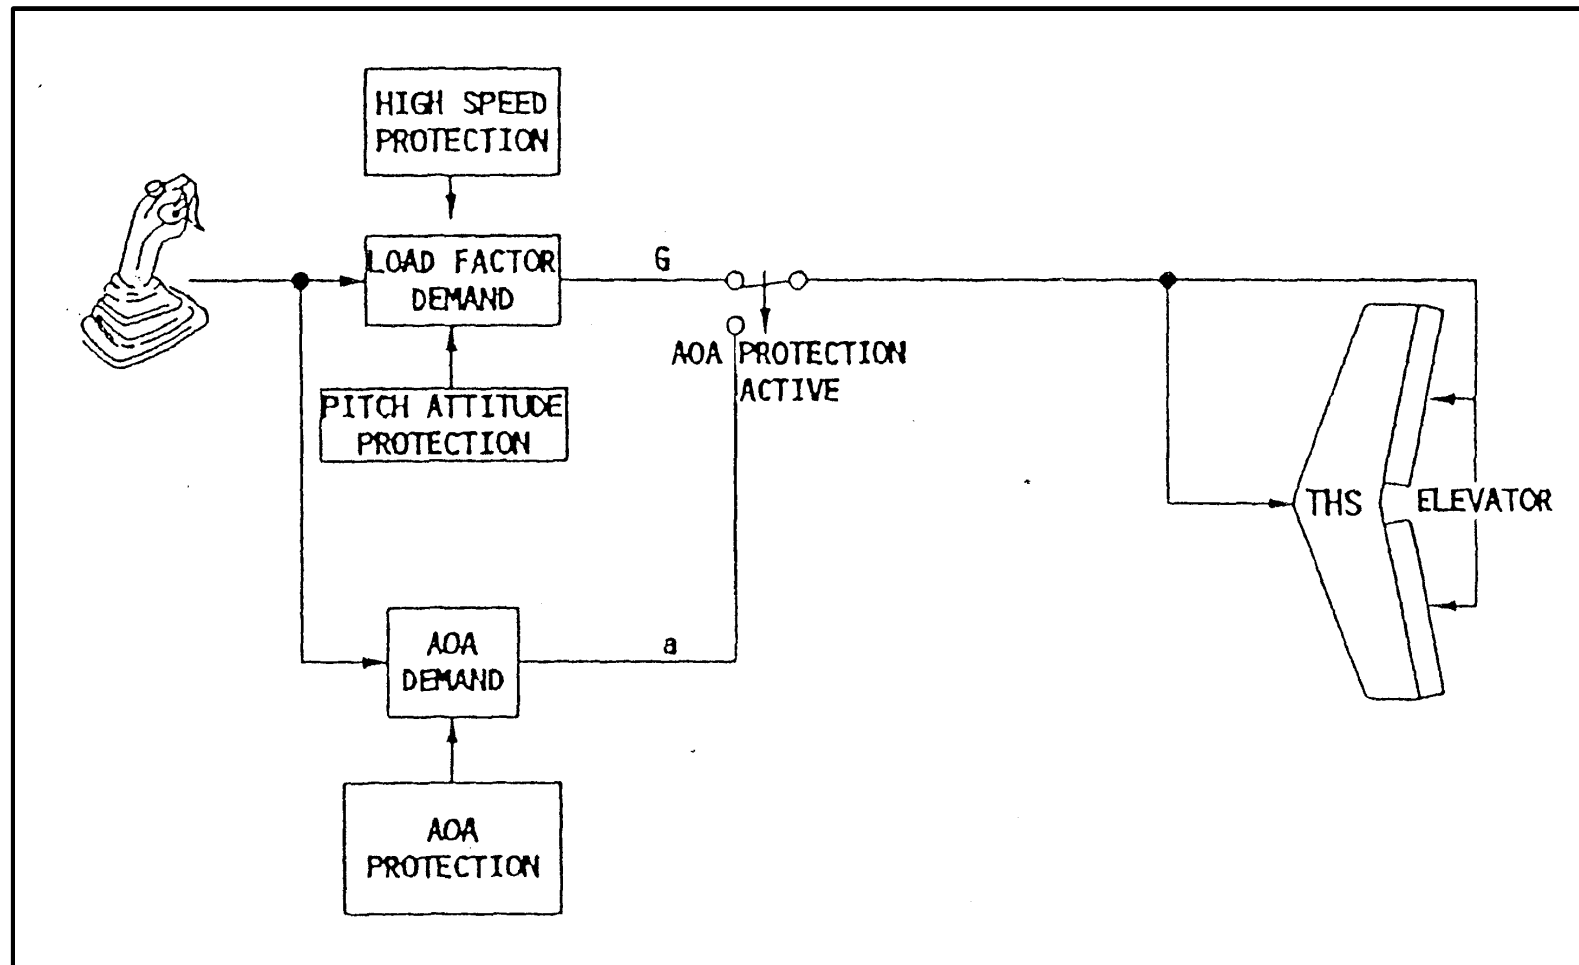 HIGH SPEED
PROTECTION
LOAD FACTOR
DEMAND
G
AOA PROTECTION
ACTIVE
PITCH ATTITUDE
PROTECTION
THS
ELEVATOR
AOA
DEMAND
a
AOA
PROTECTION